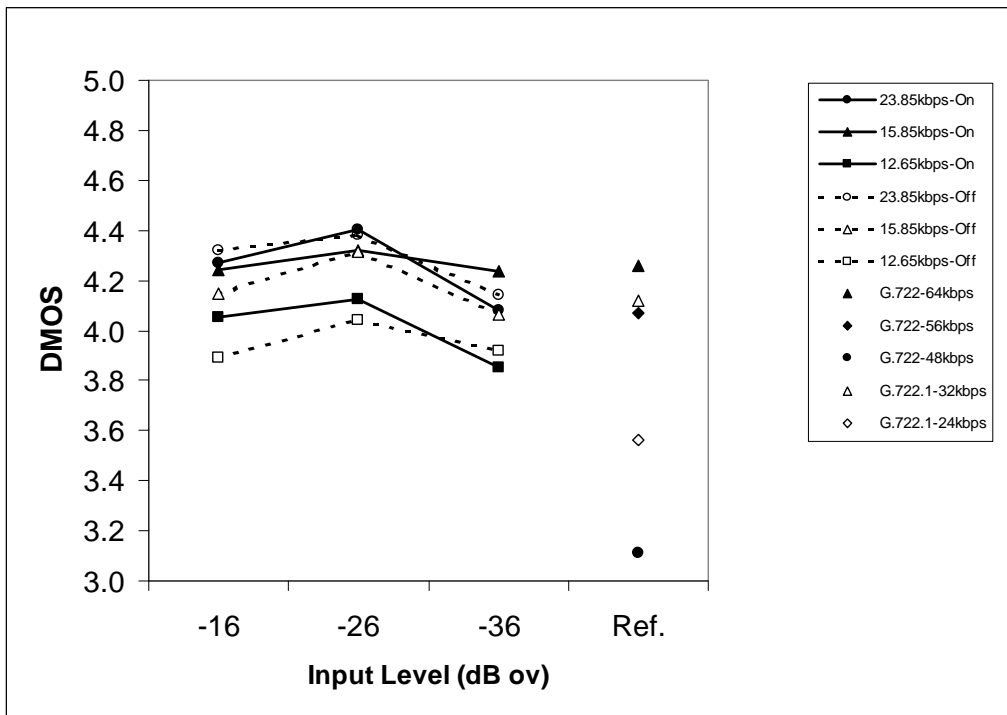 5.0
4.8
4.6
4.4
4.2
4.0
3.8
3.6
3.4
3.2
3.0
DMOS
-16 -26 -36 Ref.
Input Level (dB ov)
23.85kbps-On
15.85kbps-On
12.65kbps-On
23.85kbps-Off
15.85kbps-Off
12.65kbps-Off
G.722-64kbps
G.722-56kbps
G.722-48kbps
G.722.1-32kbps
G.722.1-24kbps